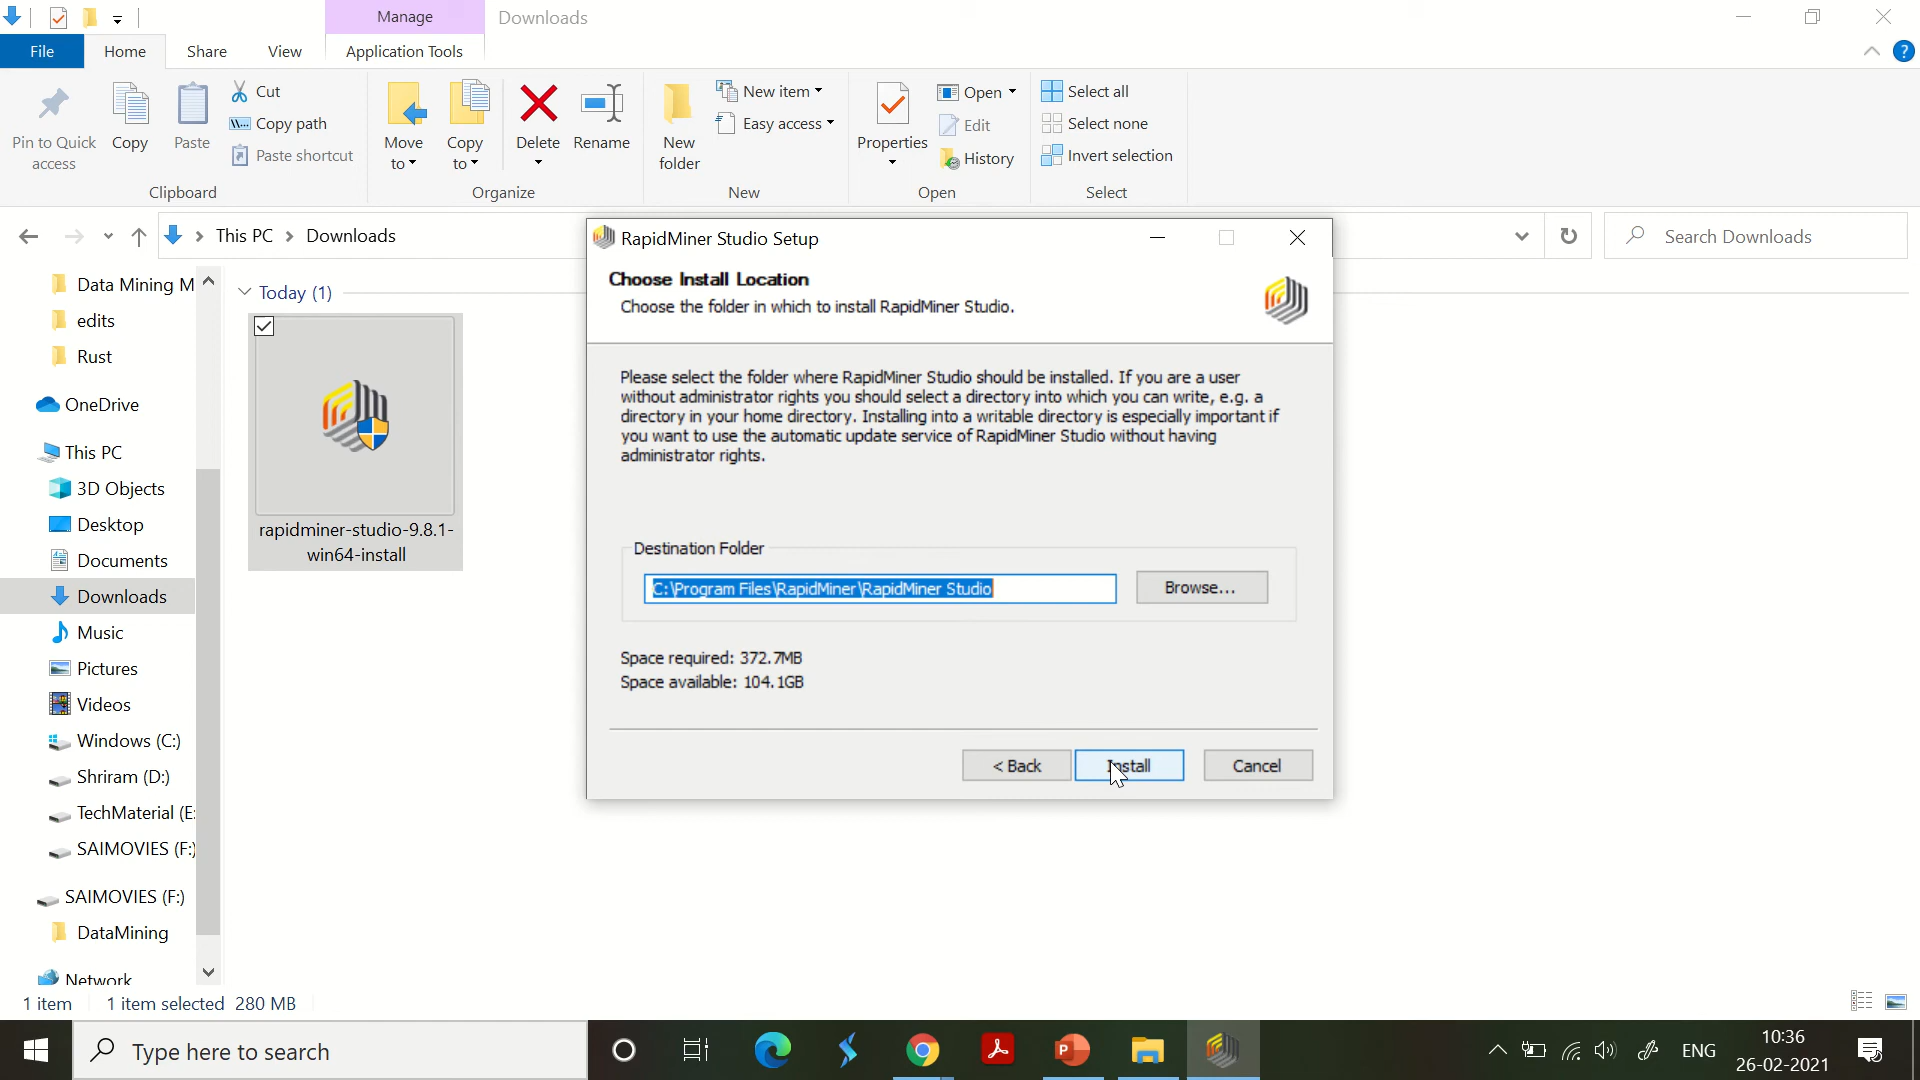 Manage
Downloads
File
Home
Share
View
Application Tools
Pin to Quick access
Copy
Paste
Cut
Copy path
Paste shortcut
Clipboard
Move to
Copy to
Delete
Rename
Organize
New folder
New item
Easy access
New
Properties
Open
Edit
History
Open
Select all
Select none
Invert selection
Select
This PC
Downloads
Search Downloads
Data Mining M
edits
Rust
OneDrive
This PC
3D Objects
Desktop
Documents
Downloads
Music
Pictures
Videos
Windows (C:)
Shriram (D:)
TechMaterial (E:
SAIMOVIES (F:)
SAIMOVIES (F:)
DataMining
Network
Today (1)
rapidminer-studio-9.8.1-
win64-install
RapidMiner Studio Setup
Choose Install Location
Choose the folder in which to install RapidMiner Studio.
Please select the folder where RapidMiner Studio should be installed. If you are a user
without administrator rights you should select a directory into which you can write, e.g. a
directory in your home directory. Installing into a writable directory is especially important if
you want to use the automatic update service of RapidMiner Studio without having
administrator rights.
Destination Folder
C:\Program Files\RapidMiner\RapidMiner Studio
Browse...
Space required: 372.7MB
Space available: 104.1GB
< Back
Install
Cancel
1 item
1 item selected 280 MB
Type here to search
ENG
10:36
26-02-2021